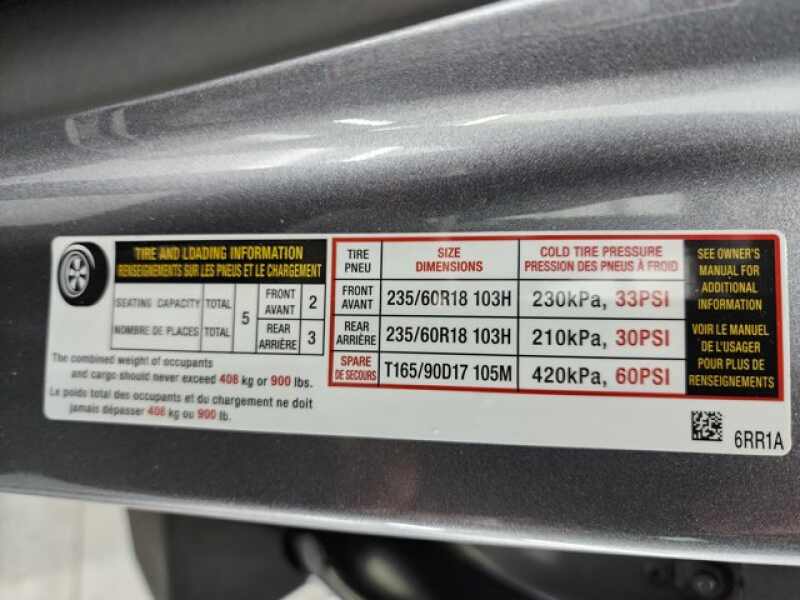 TIRE AND LOADING INFORMATION
RENSEIGNEMENTS SUR LES PNEUS ET LE CHARGEMENT
SEATING CAPACITY TOTAL 5 FRONT AVANT 2
NOMBRE DE PLACES TOTAL REAR ARRIÈRE 3
The combined weight of occupants
and cargo should never exceed 408 kg or 900 lbs.
Le poids total des occupants et du chargement ne doit
jamais dépasser 408 kg ou 900 lb.
TIRE PNEU SIZE DIMENSIONS COLD TIRE PRESSURE PRESSION DES PNEUS À FROID
FRONT AVANT 235/60R18 103H 230kPa, 33PSI
REAR ARRIÈRE 235/60R18 103H 210kPa, 30PSI
SPARE DE SECOURS T165/90D17 105M 420kPa, 60PSI
SEE OWNER'S
MANUAL FOR
ADDITIONAL
INFORMATION
VOIR LE MANUEL
DE L'USAGER
POUR PLUS DE
RENSEIGNEMENTS
6RR1A